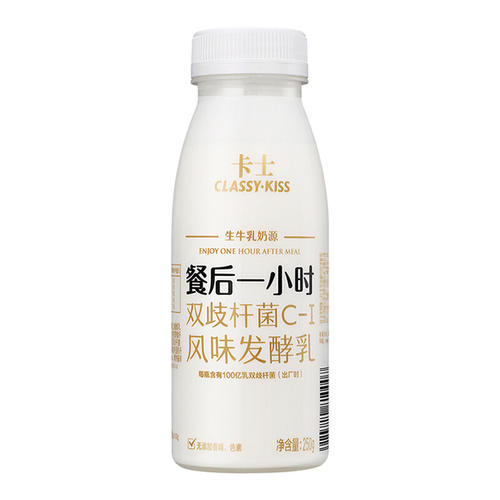 卡士
CLASSY·KISS
生牛乳奶源
ENJOY ONE HOUR AFTER MEAL
餐后一小时
双歧杆菌C-I
风味发酵乳
每瓶含有100亿乳双歧杆菌（出厂时）
无添加香精、色素
净含量:250g